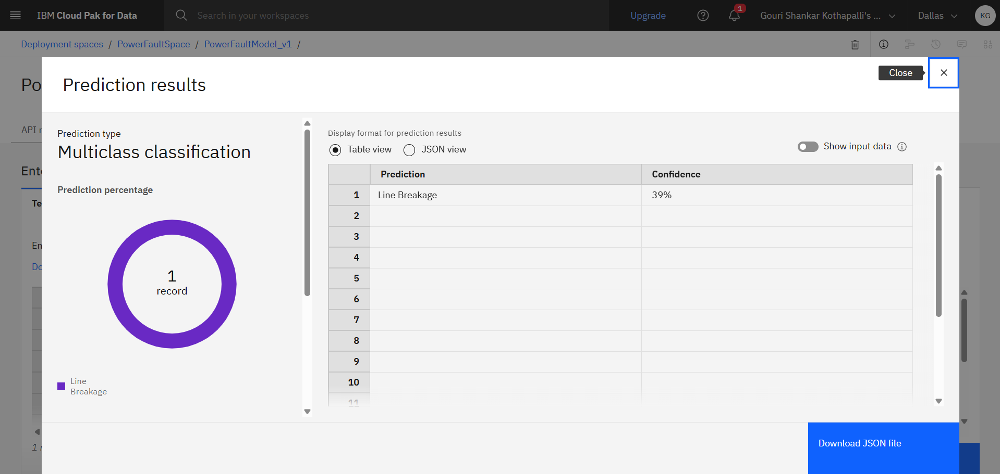 IBM Cloud Pak for Data
Search in your workspaces
Upgrade
1
Gouri Shankar Kothapalli's ...
Dallas
KG
Deployment spaces / PowerFaultSpace / PowerFaultModel_v1 /
Po
Prediction results
Close
API
Prediction type
Multiclass classification
Display format for prediction results
Table view
JSON view
Show input data
Ente
Prediction percentage
Te
Prediction Confidence
1 Line Breakage 39%
2
3
4
5
6
7
8
9
10
11
En
Do
1
record
Line
Breakage
1
Download JSON file